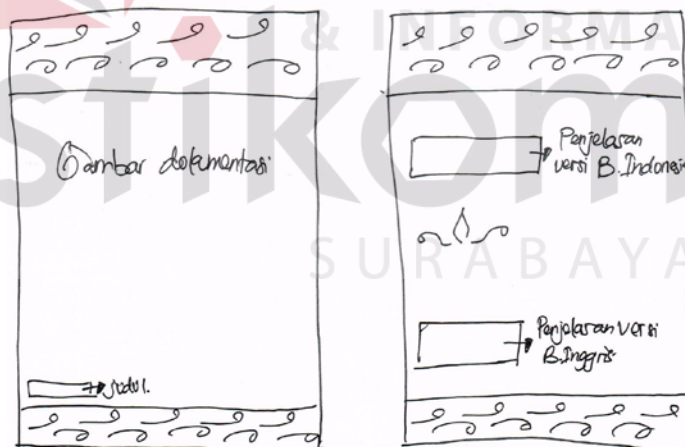 & INFORMA
stikom
SURABAYA
Gambar dokumentasi
judul.
Penjelasan
versi B. Indonesia
Penjelasan versi
B. Inggris